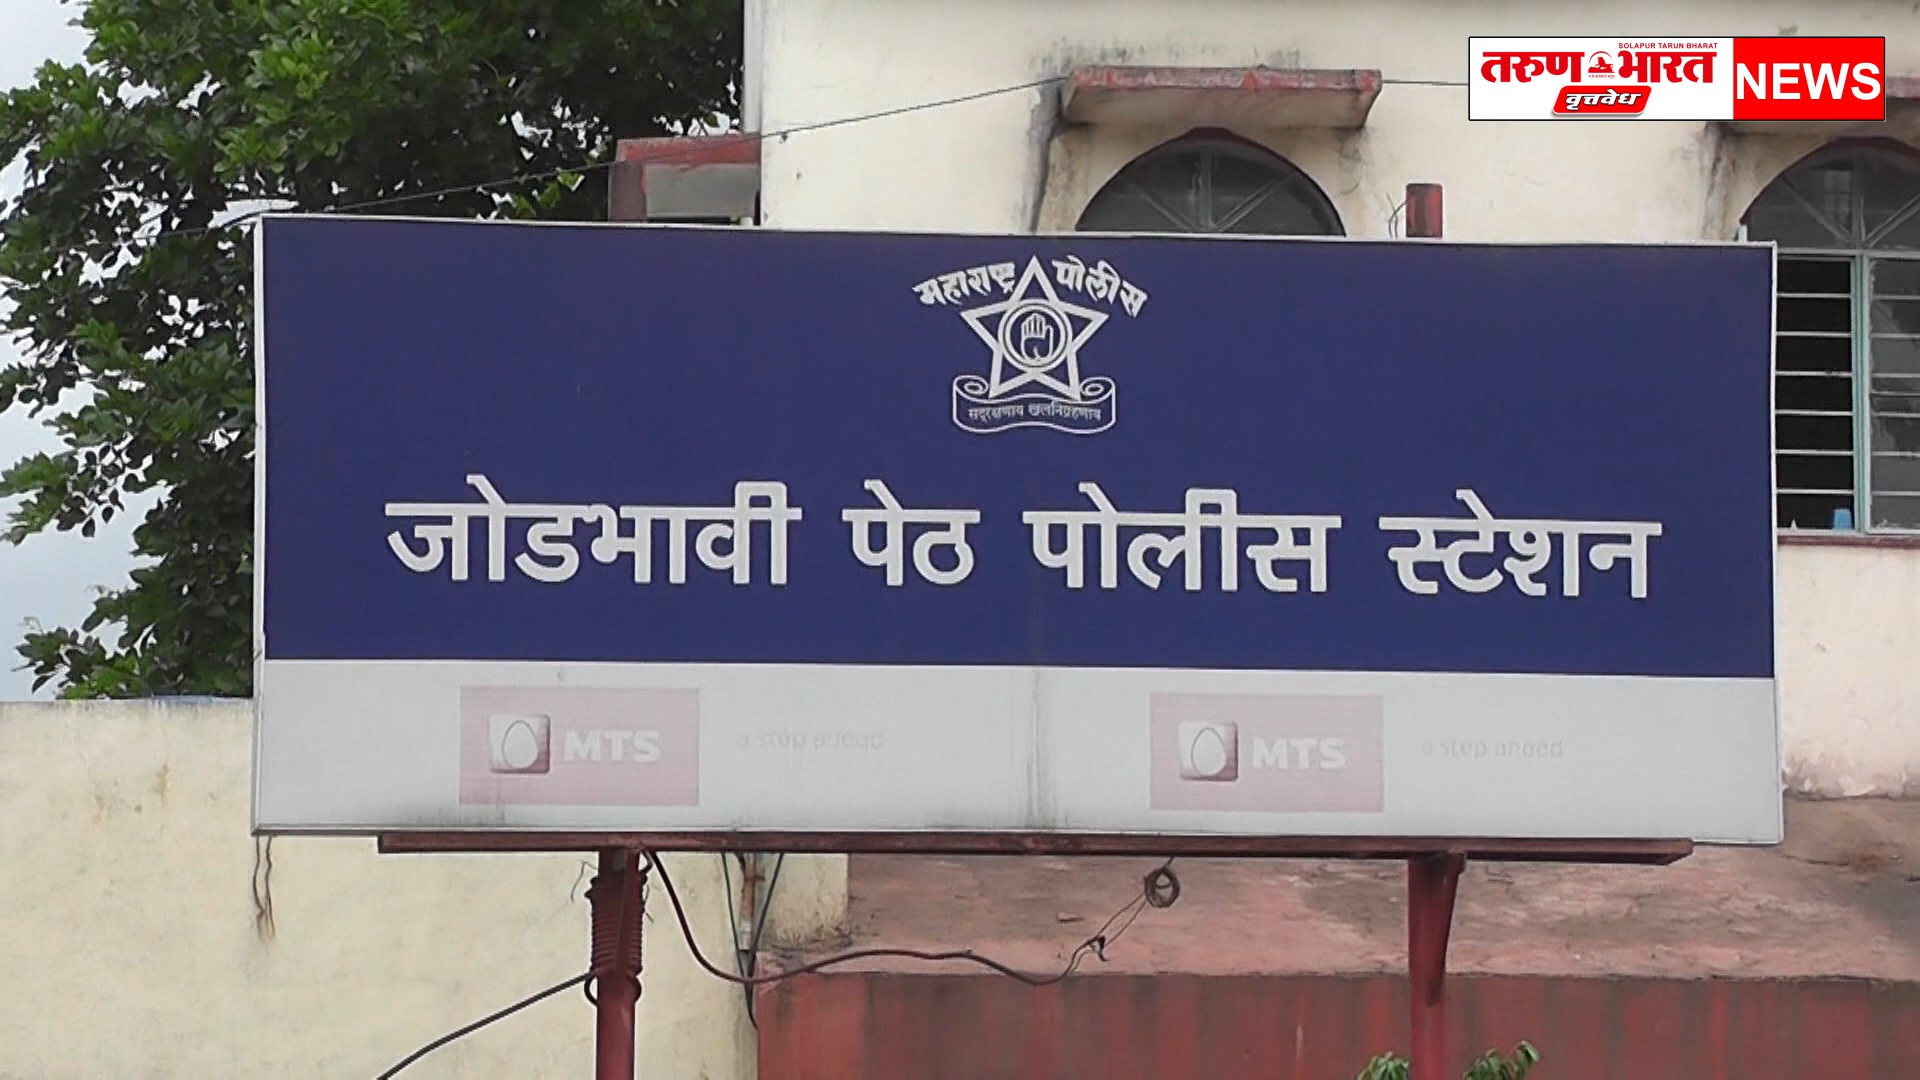 SOLAPUR TARUN BHARAT
तरुण भारत NEWS
वृत्तवेध
महाराष्ट्र पोलीस
सद्रक्षणाय खलनिग्रहणाय
जोडभावी पेठ पोलीस स्टेशन
MTS a step ahead MTS a step ahead